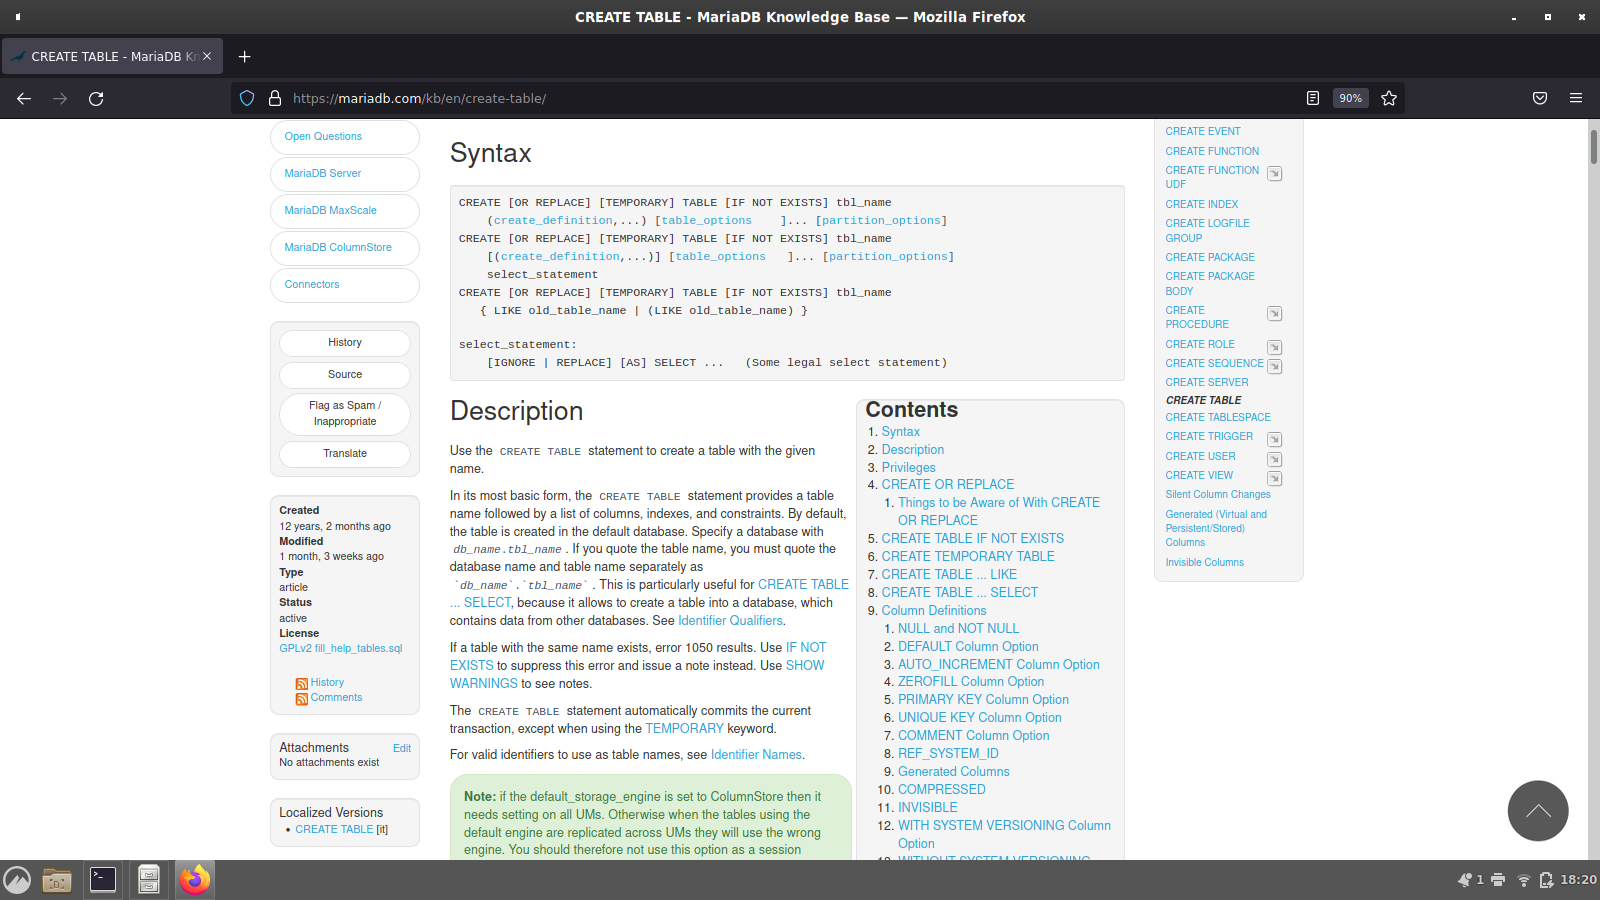 CREATE TABLE - MariaDB Knowledge Base — Mozilla Firefox
CREATE TABLE - MariaDB Kn
https://mariadb.com/kb/en/create-table/
90%
Open Questions
MariaDB Server
MariaDB MaxScale
MariaDB ColumnStore
Connectors
History
Source
Flag as Spam /
Inappropriate
Translate
Created
12 years, 2 months ago
Modified
1 month, 3 weeks ago
Type
article
Status
active
License
GPLv2 fill_help_tables.sql
History
Comments
Attachments Edit
No attachments exist
Localized Versions
• CREATE TABLE [it]
Syntax
CREATE [OR REPLACE] [TEMPORARY] TABLE [IF NOT EXISTS] tbl_name
(create_definition,...) [table_options    ]... [partition_options]
CREATE [OR REPLACE] [TEMPORARY] TABLE [IF NOT EXISTS] tbl_name
[(create_definition,...)] [table_options   ]... [partition_options]
select_statement
CREATE [OR REPLACE] [TEMPORARY] TABLE [IF NOT EXISTS] tbl_name
{ LIKE old_table_name | (LIKE old_table_name) }
select_statement:
[IGNORE | REPLACE] [AS] SELECT ...   (Some legal select statement)
Description
Use the CREATE TABLE statement to create a table with the given
name.
In its most basic form, the CREATE TABLE statement provides a table
name followed by a list of columns, indexes, and constraints. By default,
the table is created in the default database. Specify a database with
db_name.tbl_name . If you quote the table name, you must quote the
database name and table name separately as
`db_name`.`tbl_name` . This is particularly useful for CREATE TABLE
... SELECT, because it allows to create a table into a database, which
contains data from other databases. See Identifier Qualifiers.
If a table with the same name exists, error 1050 results. Use IF NOT
EXISTS to suppress this error and issue a note instead. Use SHOW
WARNINGS to see notes.
The CREATE TABLE statement automatically commits the current
transaction, except when using the TEMPORARY keyword.
For valid identifiers to use as table names, see Identifier Names.
Note: if the default_storage_engine is set to ColumnStore then it
needs setting on all UMs. Otherwise when the tables using the
default engine are replicated across UMs they will use the wrong
engine. You should therefore not use this option as a session
Contents
1. Syntax
2. Description
3. Privileges
4. CREATE OR REPLACE
1. Things to be Aware of With CREATE
OR REPLACE
5. CREATE TABLE IF NOT EXISTS
6. CREATE TEMPORARY TABLE
7. CREATE TABLE ... LIKE
8. CREATE TABLE ... SELECT
9. Column Definitions
1. NULL and NOT NULL
2. DEFAULT Column Option
3. AUTO_INCREMENT Column Option
4. ZEROFILL Column Option
5. PRIMARY KEY Column Option
6. UNIQUE KEY Column Option
7. COMMENT Column Option
8. REF_SYSTEM_ID
9. Generated Columns
10. COMPRESSED
11. INVISIBLE
12. WITH SYSTEM VERSIONING Column
Option
13. WITHOUT SYSTEM VERSIONING
CREATE EVENT
CREATE FUNCTION
CREATE FUNCTION
UDF
CREATE INDEX
CREATE LOGFILE
GROUP
CREATE PACKAGE
CREATE PACKAGE
BODY
CREATE
PROCEDURE
CREATE ROLE
CREATE SEQUENCE
CREATE SERVER
CREATE TABLE
CREATE TABLESPACE
CREATE TRIGGER
CREATE USER
CREATE VIEW
Silent Column Changes
Generated (Virtual and
Persistent/Stored)
Columns
Invisible Columns
1 18:20